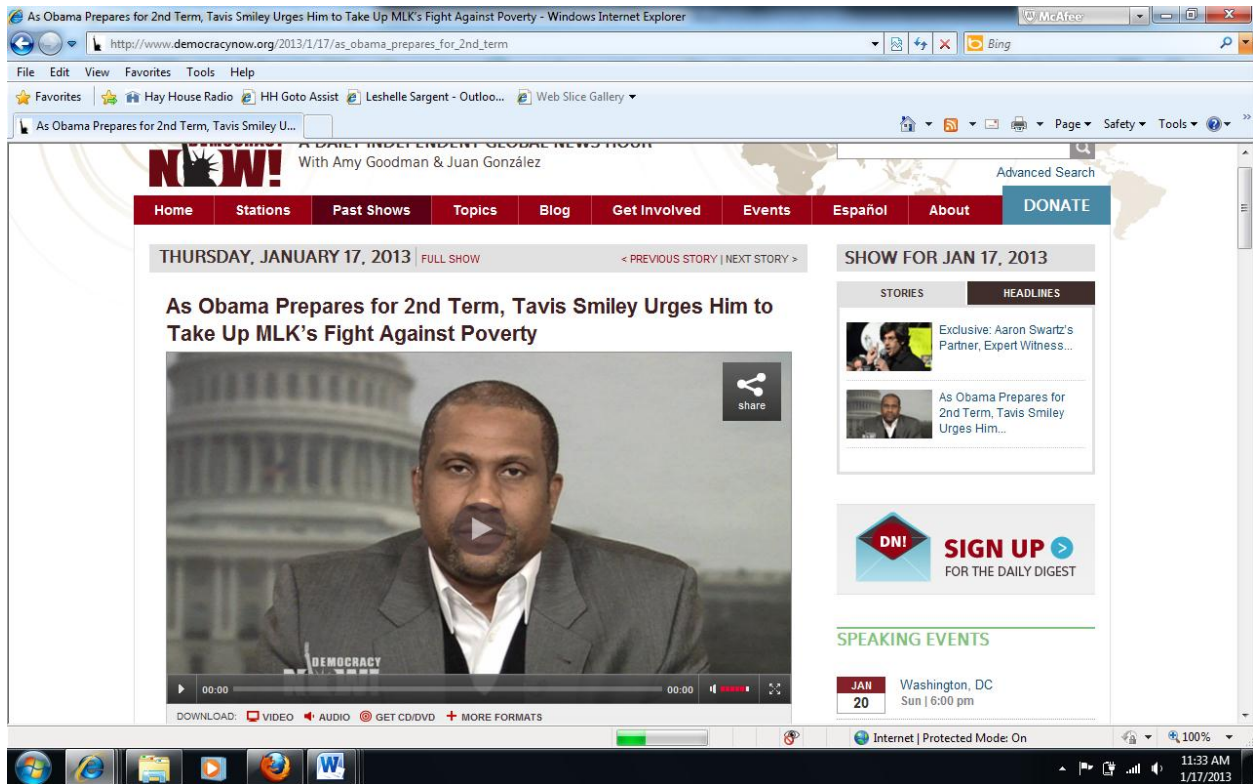 As Obama Prepares for 2nd Term, Tavis Smiley Urges Him to Take Up MLK's Fight Against Poverty - Windows Internet Explorer
McAfee
http://www.democracynow.org/2013/1/17/as_obama_prepares_for_2nd_term
Bing
File Edit View Favorites Tools Help
Favorites Hay House Radio HH Goto Assist Leshelle Sargent - Outloo... Web Slice Gallery
As Obama Prepares for 2nd Term, Tavis Smiley U...
Page Safety Tools
DEMOCRACY
NOW!
A DAILY INDEPENDENT GLOBAL NEWS HOUR
With Amy Goodman & Juan González
Advanced Search
Home Stations Past Shows Topics Blog Get Involved Events Español About DONATE
THURSDAY, JANUARY 17, 2013 FULL SHOW < PREVIOUS STORY | NEXT STORY >
As Obama Prepares for 2nd Term, Tavis Smiley Urges Him to
Take Up MLK's Fight Against Poverty
share
DEMOCRACY
NOW!
00:00 00:00
DOWNLOAD: VIDEO AUDIO GET CD/DVD MORE FORMATS
SHOW FOR JAN 17, 2013
STORIES HEADLINES
Exclusive: Aaron Swartz's
Partner, Expert Witness...
As Obama Prepares for
2nd Term, Tavis Smiley
Urges Him...
DN!
SIGN UP
FOR THE DAILY DIGEST
SPEAKING EVENTS
JAN
20
Washington, DC
Sun | 6:00 pm
Internet | Protected Mode: On 100%
11:33 AM
1/17/2013